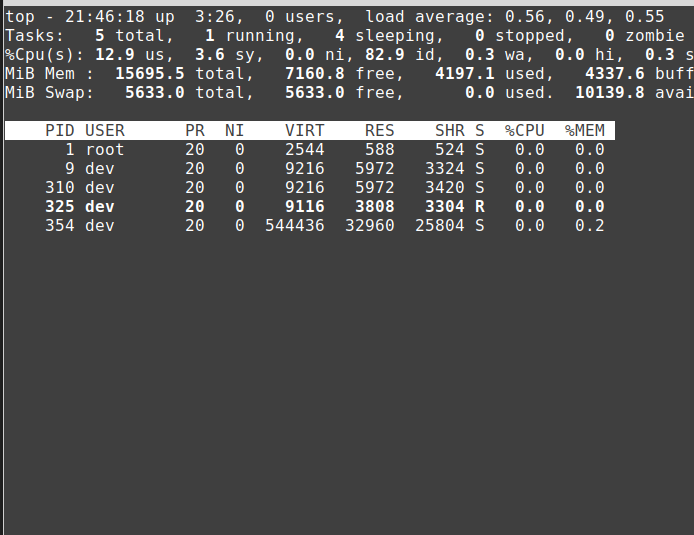 top - 21:46:18 up  3:26,  0 users,  load average: 0.56, 0.49, 0.55
Tasks:   5 total,   1 running,   4 sleeping,   0 stopped,   0 zombie
%Cpu(s): 12.9 us,  3.6 sy,  0.0 ni, 82.9 id,  0.3 wa,  0.0 hi,  0.3 s
MiB Mem :  15695.5 total,   7160.8 free,   4197.1 used,   4337.6 buff
MiB Swap:   5633.0 total,   5633.0 free,      0.0 used.  10139.8 avai
PID USER      PR  NI    VIRT    RES    SHR S  %CPU  %MEM
1 root      20   0    2544    588    524 S   0.0   0.0
9 dev       20   0    9216   5972   3324 S   0.0   0.0
310 dev       20   0    9216   5972   3420 S   0.0   0.0
325 dev       20   0    9116   3808   3304 R   0.0   0.0
354 dev       20   0  544436  32960  25804 S   0.0   0.2